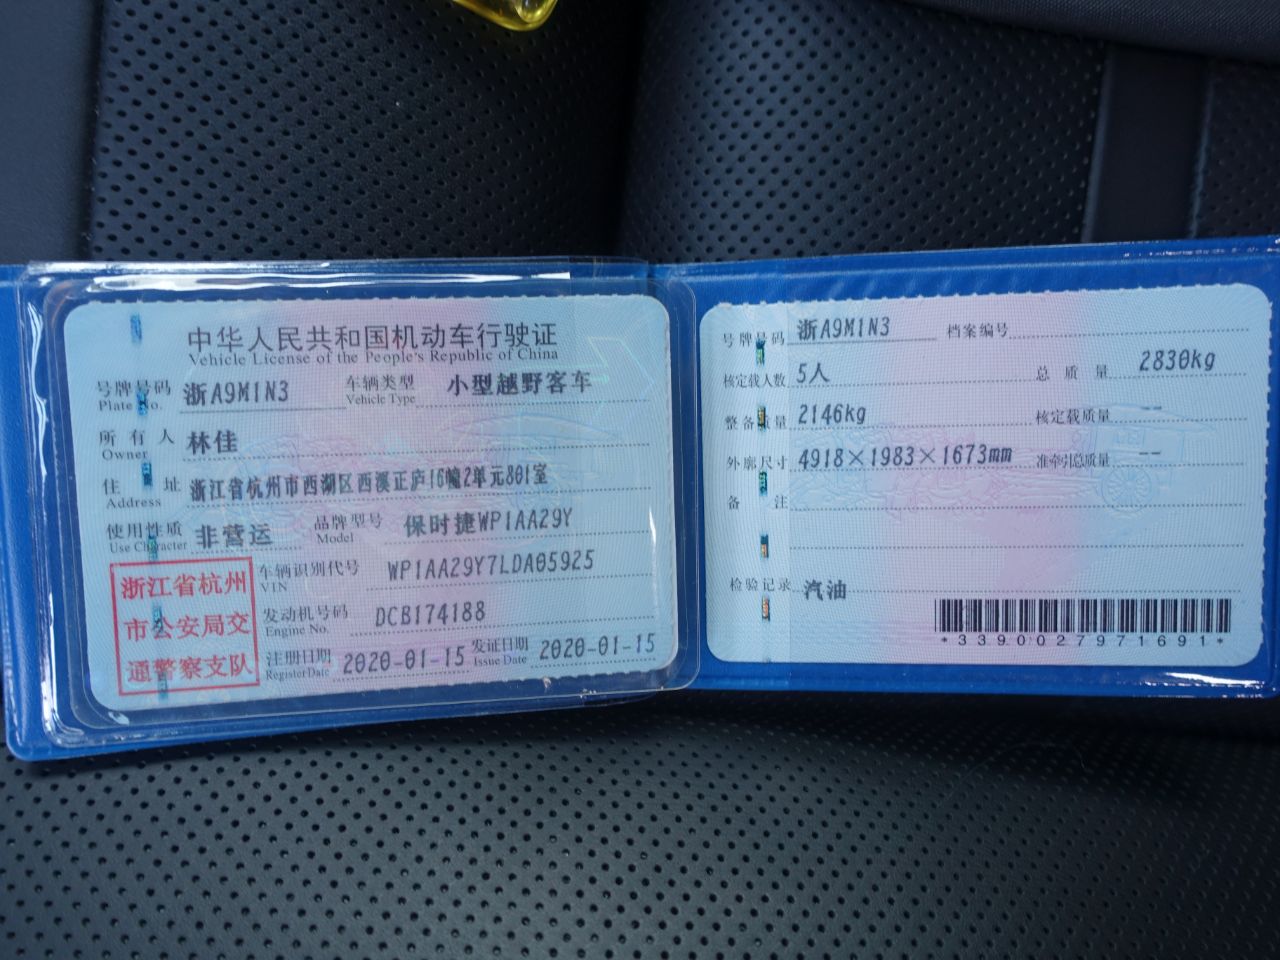 中华人民共和国机动车行驶证
Vehicle License of the People's Republic of China
号牌号码 浙A9M1N3 车辆类型 小型越野客车
Plate No. Vehicle Type
所有人 林佳
Owner
住址 浙江省杭州市西湖区西溪正庐16幢2单元801室
Address
使用性质 非营运 品牌型号 保时捷WP1AA29Y
Use Character Model
浙江省杭州
市公安局交
通警察支队
车辆识别代号 WP1AA29Y7LDA05925
VIN
发动机号码 DCB174188
Engine No.
注册日期 2020-01-15 发证日期 2020-01-15
Register Date Issue Date
号牌号码 浙A9M1N3 档案编号
核定载人数 5人 总质量 2830kg
整备质量 2146kg 核定载质量 --
外廓尺寸 4918×1983×1673mm 准牵引总质量 --
备注
检验记录 汽油
*3390027971691*